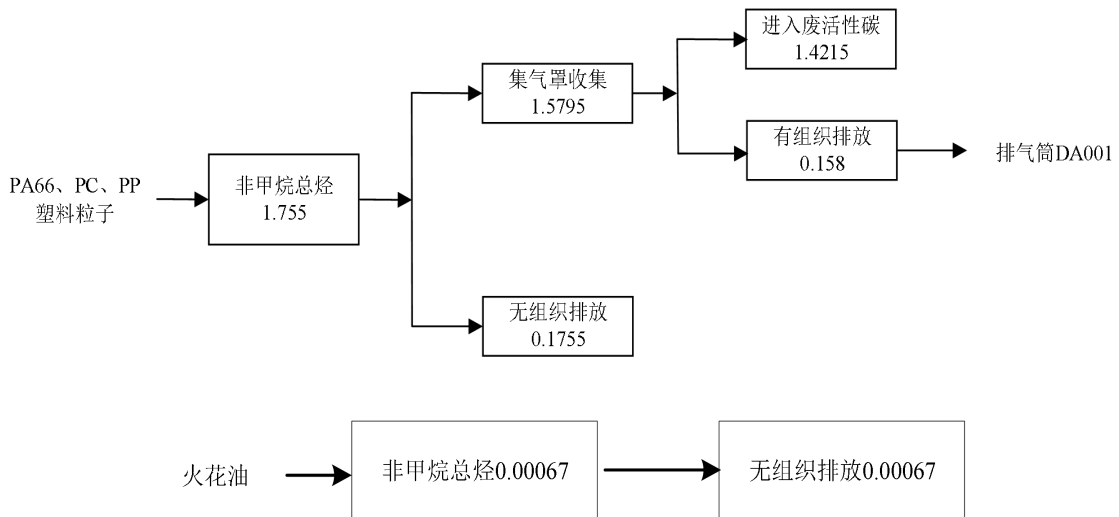 进入废活性碳
1.4215
集气罩收集
1.5795
有组织排放
0.158
排气筒DA001
PA66、PC、PP
塑料粒子
非甲烷总烃
1.755
无组织排放
0.1755
火花油
非甲烷总烃0.00067
无组织排放0.00067